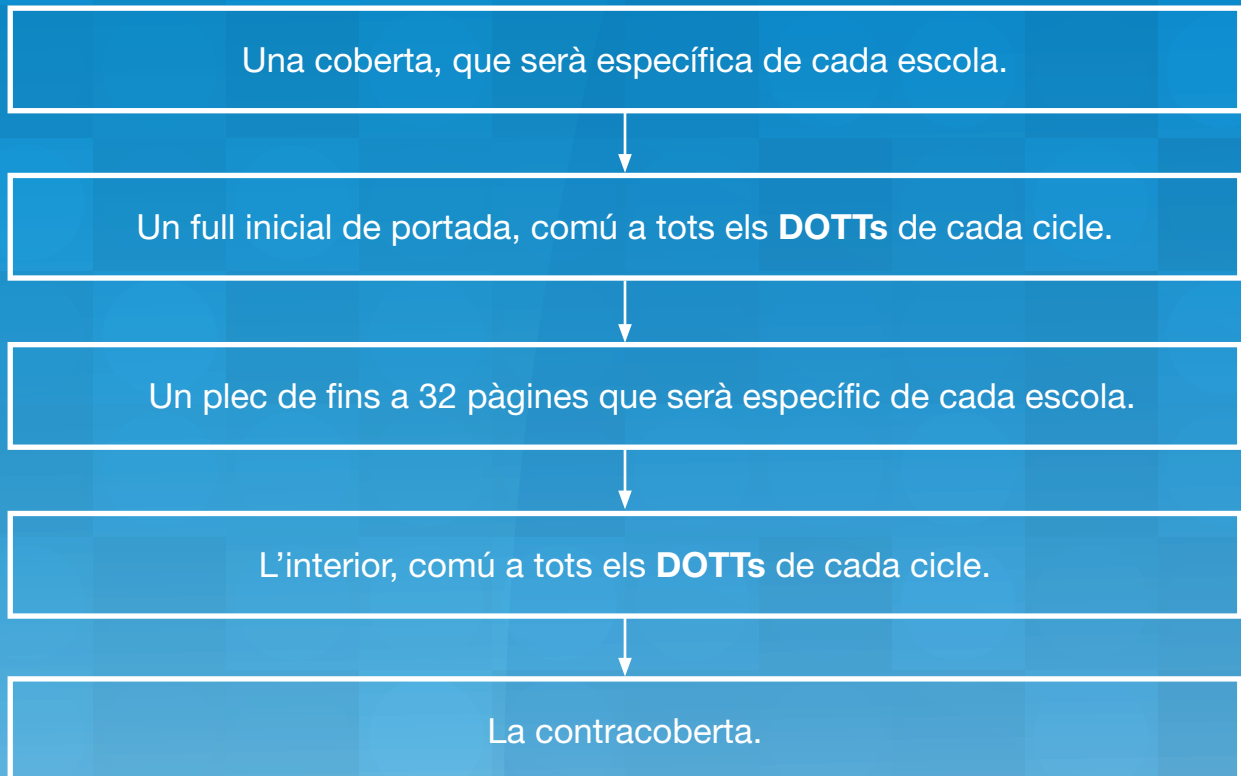 Una coberta, que serà específica de cada escola.
Un full inicial de portada, comú a tots els DOTTs de cada cicle.
Un plec de fins a 32 pàgines que serà específic de cada escola.
L’interior, comú a tots els DOTTs de cada cicle.
La contracoberta.